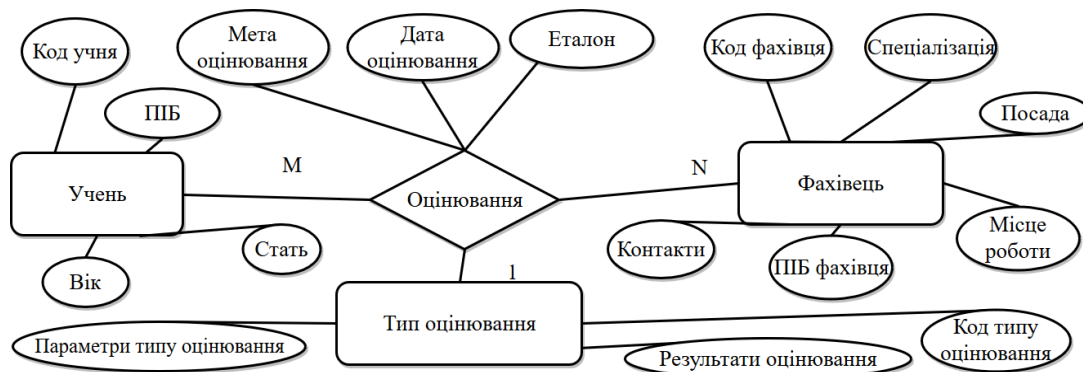 Код учня
Мета
оцінювання
Дата
оцінювання
Еталон
Код фахівця
Спеціалізація
ПІБ
Посада
Учень
M
Оцінювання
N
Фахівець
Вік
Стать
Контакти
ПІБ фахівця
Місце
роботи
1
Тип оцінювання
Параметри типу оцінювання
Результати оцінювання
Код типу
оцінювання